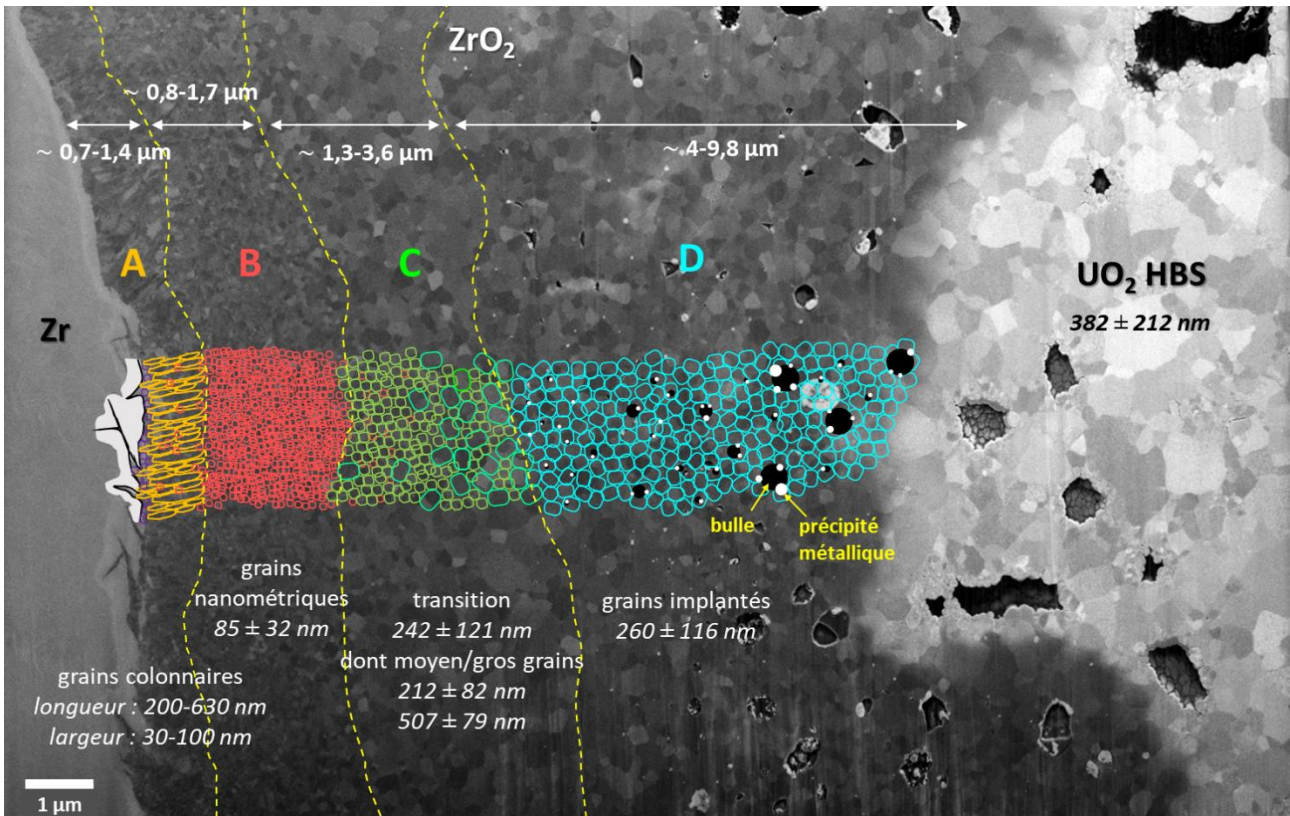 ZrO₂
~ 0,8-1,7 µm
~ 0,7-1,4 µm
~ 1,3-3,6 µm
~ 4-9,8 µm
A
B
C
D
Zr
UO₂ HBS
382 ± 212 nm
bulle
précipité
métallique
grains
nanométriques
85 ± 32 nm
transition
242 ± 121 nm
dont moyen/gros grains
212 ± 82 nm
507 ± 79 nm
grains implantés
260 ± 116 nm
grains colonnaires
longueur : 200-630 nm
largeur : 30-100 nm
1 µm